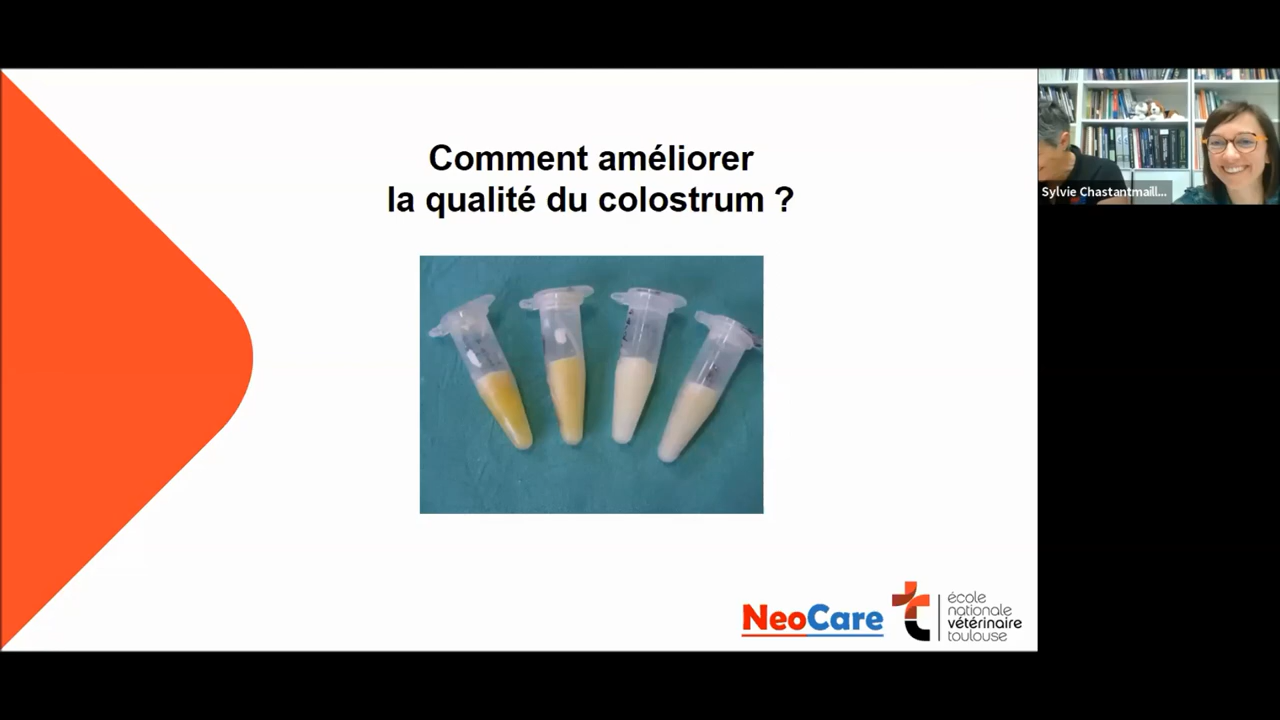 Comment améliorer
la qualité du colostrum ?
Sylvie Chastantmaill...
NeoCare
école
nationale
vétérinaire
toulouse